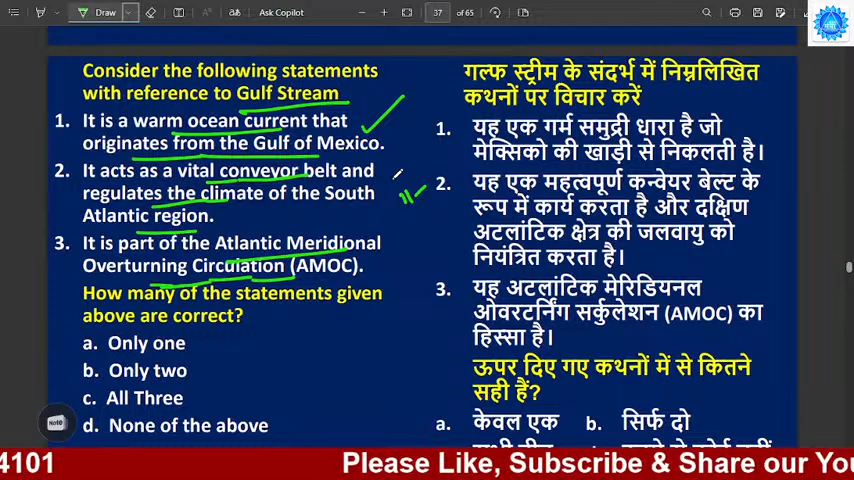 Draw
Ask Copilot
37 of 65
Consider the following statements
with reference to Gulf Stream
1. It is a warm ocean current that
originates from the Gulf of Mexico.
2. It acts as a vital conveyor belt and
regulates the climate of the South
Atlantic region.
3. It is part of the Atlantic Meridional
Overturning Circulation (AMOC).
How many of the statements given
above are correct?
a. Only one
b. Only two
c. All Three
d. None of the above
गल्फ स्ट्रीम के संदर्भ में निम्नलिखित
कथनों पर विचार करें
1. यह एक गर्म समुद्री धारा है जो
मेक्सिको की खाड़ी से निकलती है।
2. यह एक महत्वपूर्ण कन्वेयर बेल्ट के
रूप में कार्य करता है और दक्षिण
अटलांटिक क्षेत्र की जलवायु को
नियंत्रित करता है।
3. यह अटलांटिक मेरिडियनल
ओवरटर्निंग सर्कुलेशन (AMOC) का
हिस्सा है।
ऊपर दिए गए कथनों में से कितने
सही हैं?
a. केवल एक b. सिर्फ दो
4101 Please Like, Subscribe & Share our You